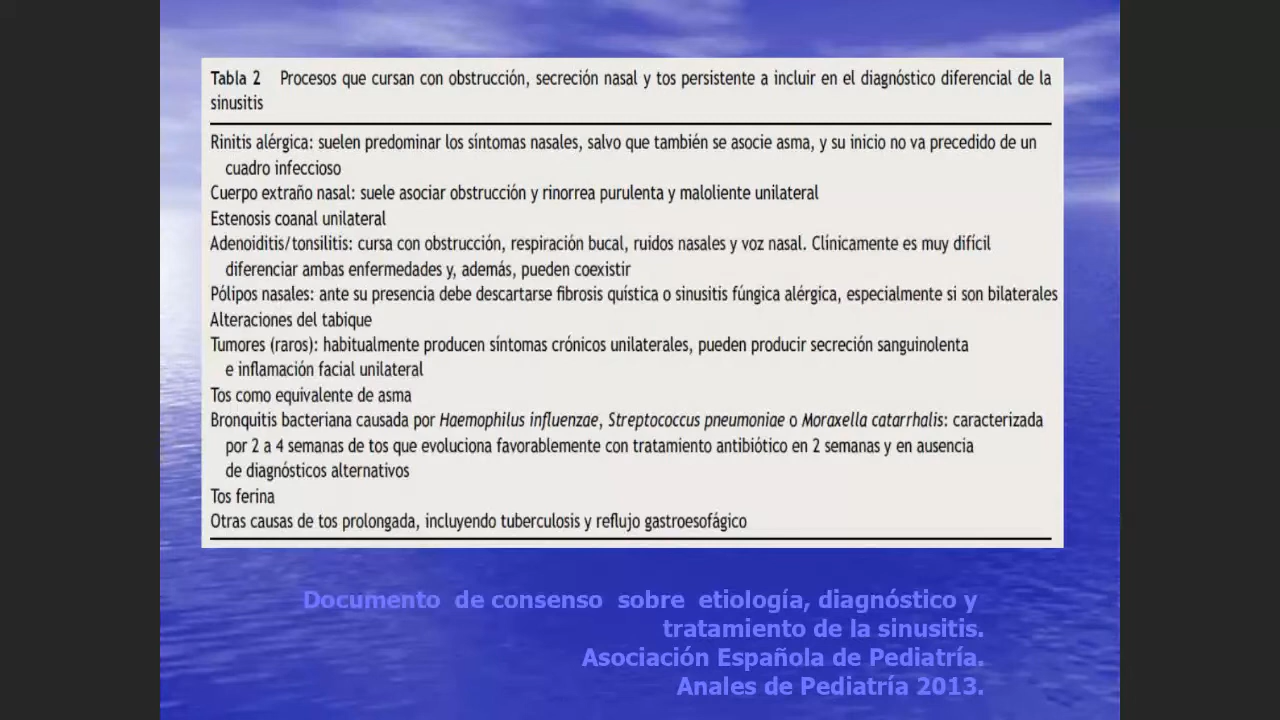 Tabla 2 Procesos que cursan con obstrucción, secreción nasal y tos persistente a incluir en el diagnóstico diferencial de la
sinusitis
Rinitis alérgica: suelen predominar los síntomas nasales, salvo que también se asocie asma, y su inicio no va precedido de un
cuadro infeccioso
Cuerpo extraño nasal: suele asociar obstrucción y rinorrea purulenta y maloliente unilateral
Estenosis coanal unilateral
Adenoiditis/tonsilitis: cursa con obstrucción, respiración bucal, ruidos nasales y voz nasal. Clínicamente es muy difícil
diferenciar ambas enfermedades y, además, pueden coexistir
Pólipos nasales: ante su presencia debe descartarse fibrosis quística o sinusitis fúngica alérgica, especialmente si son bilaterales
Alteraciones del tabique
Tumores (raros): habitualmente producen síntomas crónicos unilaterales, pueden producir secreción sanguinolenta
e inflamación facial unilateral
Tos como equivalente de asma
Bronquitis bacteriana causada por Haemophilus influenzae, Streptococcus pneumoniae o Moraxella catarrhalis: caracterizada
por 2 a 4 semanas de tos que evoluciona favorablemente con tratamiento antibiótico en 2 semanas y en ausencia
de diagnósticos alternativos
Tos ferina
Otras causas de tos prolongada, incluyendo tuberculosis y reflujo gastroesofágico
Documento de consenso sobre etiología, diagnóstico y
tratamiento de la sinusitis.
Asociación Española de Pediatría.
Anales de Pediatría 2013.